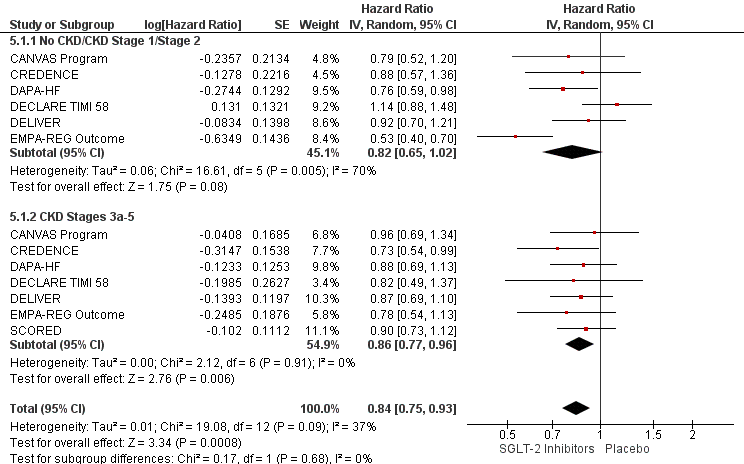 Hazard Ratio Hazard Ratio
Study or Subgroup log[Hazard Ratio] SE Weight IV, Random, 95% CI IV, Random, 95% CI
5.1.1 No CKD/CKD Stage 1/Stage 2
CANVAS Program -0.2357 0.2134 4.8% 0.79 [0.52, 1.20]
CREDENCE -0.1278 0.2216 4.5% 0.88 [0.57, 1.36]
DAPA-HF -0.2744 0.1292 9.4% 0.76 [0.59, 0.98]
DECLARE TIMI 58 0.131 0.1321 9.2% 1.14 [0.88, 1.48]
DELIVER -0.0834 0.1398 8.7% 0.92 [0.70, 1.21]
EMPA-REG Outcome -0.6349 0.1436 8.4% 0.53 [0.40, 0.70]
Subtotal (95% CI) 45.1% 0.82 [0.65, 1.02]
Heterogeneity: Tau² = 0.06; Chi² = 16.61, df = 5 (P = 0.005); I² = 70%
Test for overall effect: Z = 1.75 (P = 0.08)
5.1.2 CKD Stages 3a-5
CANVAS Program -0.0408 0.1685 6.8% 0.96 [0.69, 1.34]
CREDENCE -0.3147 0.1538 7.7% 0.73 [0.54, 0.99]
DAPA-HF -0.1233 0.1253 9.8% 0.88 [0.69, 1.13]
DECLARE TIMI 58 -0.1985 0.2627 3.4% 0.82 [0.49, 1.37]
DELIVER -0.1393 0.1197 10.3% 0.87 [0.69, 1.10]
EMPA-REG Outcome -0.2485 0.1876 5.8% 0.78 [0.54, 1.13]
SCORED -0.102 0.1112 11.1% 0.90 [0.73, 1.12]
Subtotal (95% CI) 54.9% 0.86 [0.77, 0.96]
Heterogeneity: Tau² = 0.00; Chi² = 2.12, df = 6 (P = 0.91); I² = 0%
Test for overall effect: Z = 2.76 (P = 0.006)
Total (95% CI) 100.0% 0.84 [0.75, 0.93]
Heterogeneity: Tau² = 0.01; Chi² = 19.08, df = 12 (P = 0.09); I² = 37%
Test for overall effect: Z = 3.34 (P = 0.0008)
Test for subgroup differences: Chi² = 0.17, df = 1 (P = 0.68), I² = 0%
0.5 0.7 1 1.5 2
SGLT-2 Inhibitors Placebo